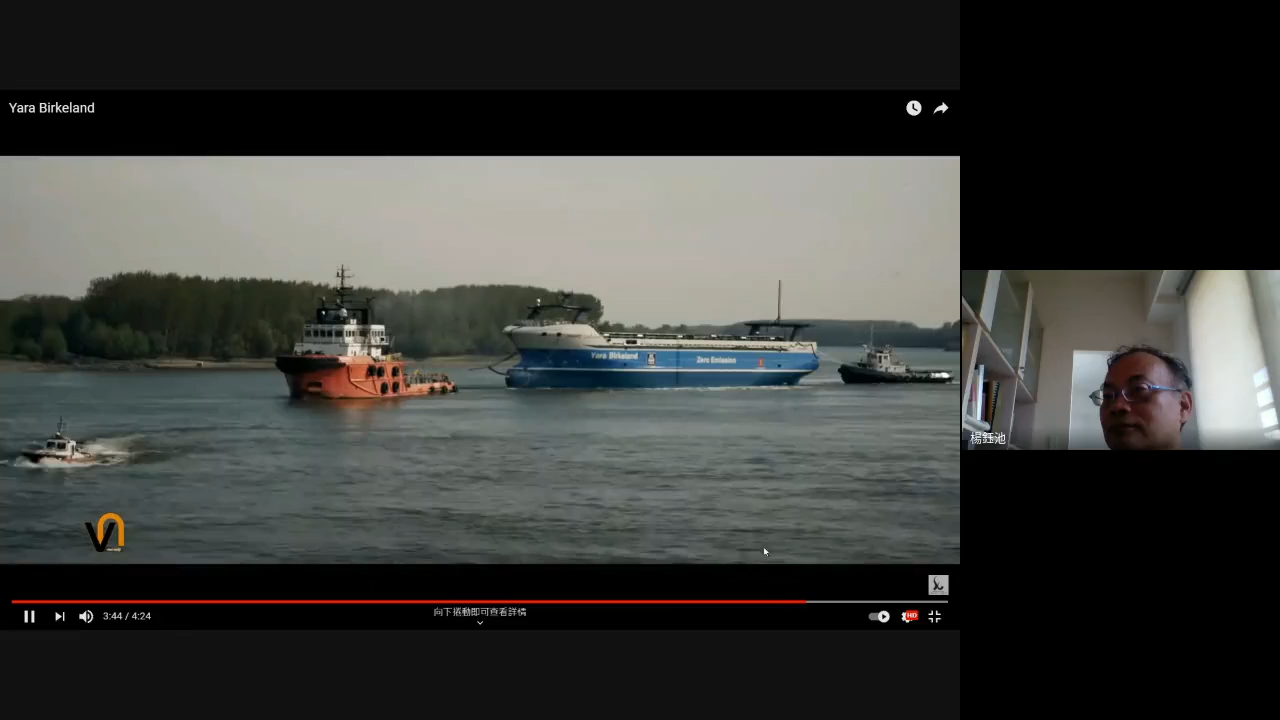 Yara Birkeland
Yara Birkeland
Zero Emission
楊鈺池
3:44 / 4:24
向下捲動即可查看詳情
HD